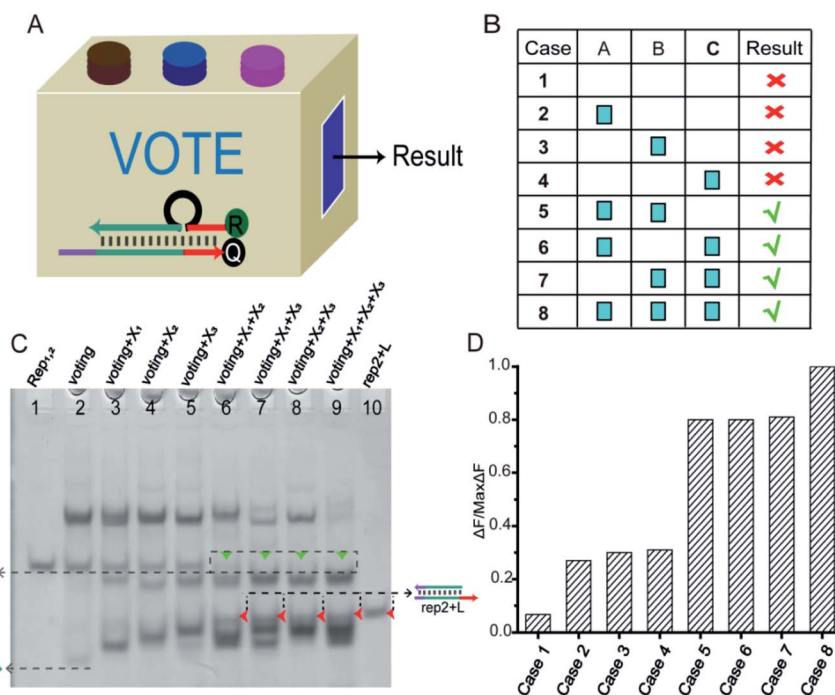 A
VOTE
Result
R
Q
B
Case A B C Result
1
2
3
4
5
6
7
8
C
Rep₁,₂
voting
voting+X₁
voting+X₂
voting+X₃
voting+X₁+X₂
voting+X₁+X₃
voting+X₂+X₃
voting+X₁+X₂+X₃
rep2+L
1 2 3 4 5 6 7 8 9 10
rep2+L
D
ΔF/MaxΔF
1.0
0.8
0.6
0.4
0.2
0.0
Case 1
Case 2
Case 3
Case 4
Case 5
Case 6
Case 7
Case 8